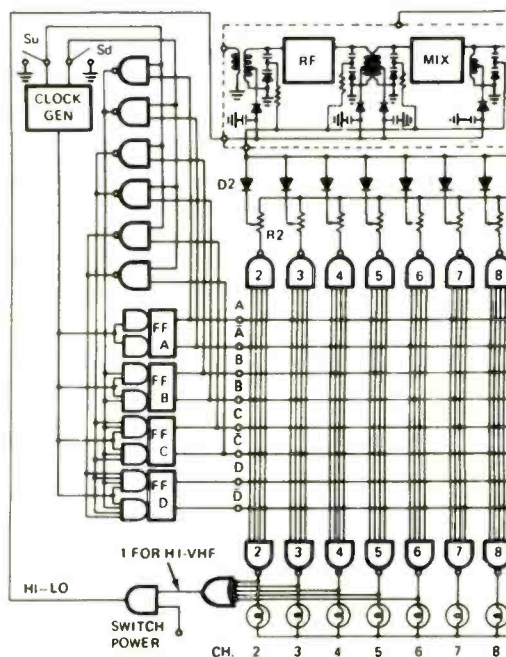 Su
Sd
CLOCK
GEN
RF
MIX
D2
R2
2 3 4 5 6 7 8
FF
A
FF
B
FF
C
FF
D
A
A̅
B
B̅
C
C̅
D
D̅
2 3 4 5 6 7 8
1 FOR HI-VHF
HI-LO
SWITCH
POWER
CH. 2 3 4 5 6 7 8